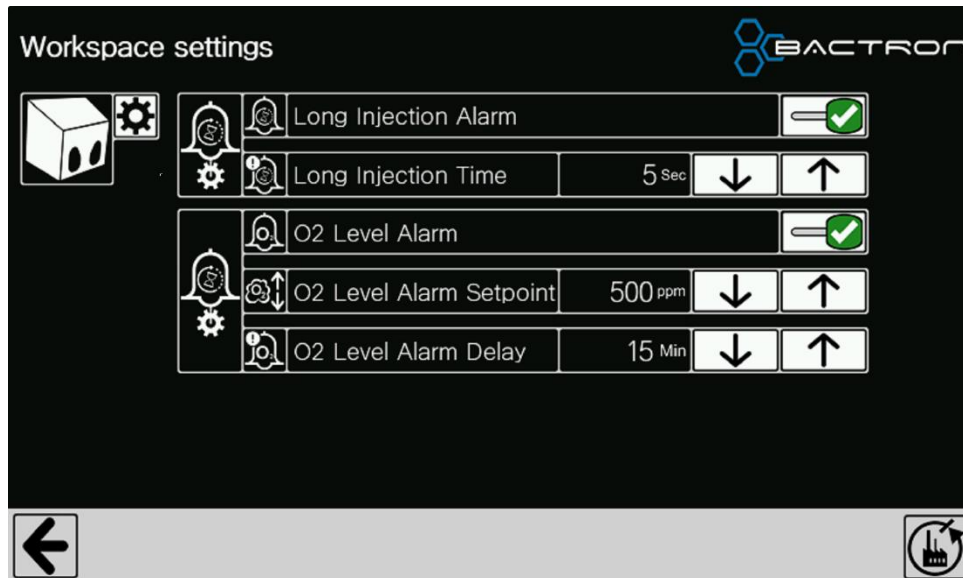 Workspace settings
BACTRON
Long Injection Alarm
Long Injection Time 5 Sec
O2 Level Alarm
O2 Level Alarm Setpoint 500 ppm
O2 Level Alarm Delay 15 Min